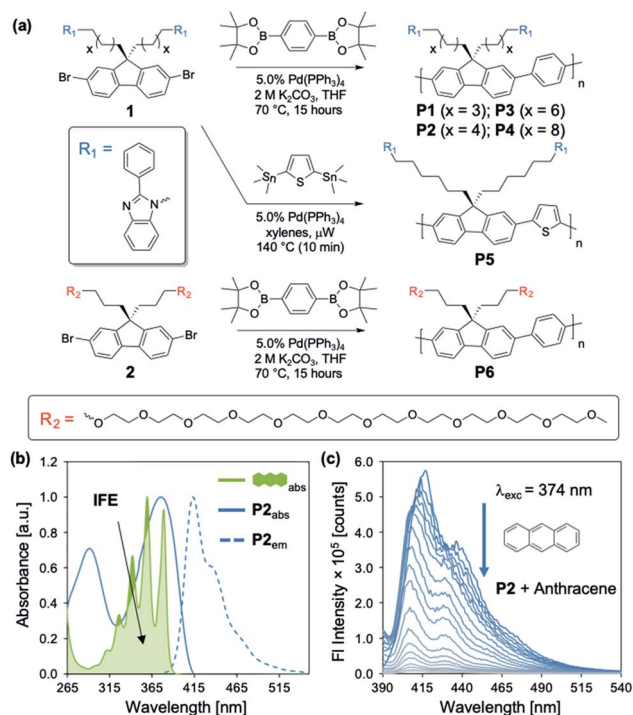 (a)
R₁
R₁
x
x
Br
Br
1
O
O
B
B
O
O
5.0% Pd(PPh₃)₄
2 M K₂CO₃, THF
70 °C, 15 hours
R₁
R₁
x
x
n
P1 (x = 3); P3 (x = 6)
P2 (x = 4); P4 (x = 8)
R₁ =
N
N
Sn
S
Sn
5.0% Pd(PPh₃)₄
xylenes, μW
140 °C (10 min)
R₁
R₁
S
n
P5
R₂
R₂
Br
Br
2
O
O
B
B
O
O
5.0% Pd(PPh₃)₄
2 M K₂CO₃, THF
70 °C, 15 hours
R₂
R₂
n
P6
R₂ =
O O O O O O O O O O O
(b)
Absorbance [a.u.]
1.2
1.0
0.8
0.6
0.4
0.2
0.0
IFE
abs
P2abs
P2em
265 315 365 415 465 515
Wavelength [nm]
(c)
FI Intensity × 10⁵ [counts]
6.0
5.0
4.0
3.0
2.0
1.0
0.0
λexc = 374 nm
P2 + Anthracene
390 415 440 465 490 515 540
Wavelength [nm]